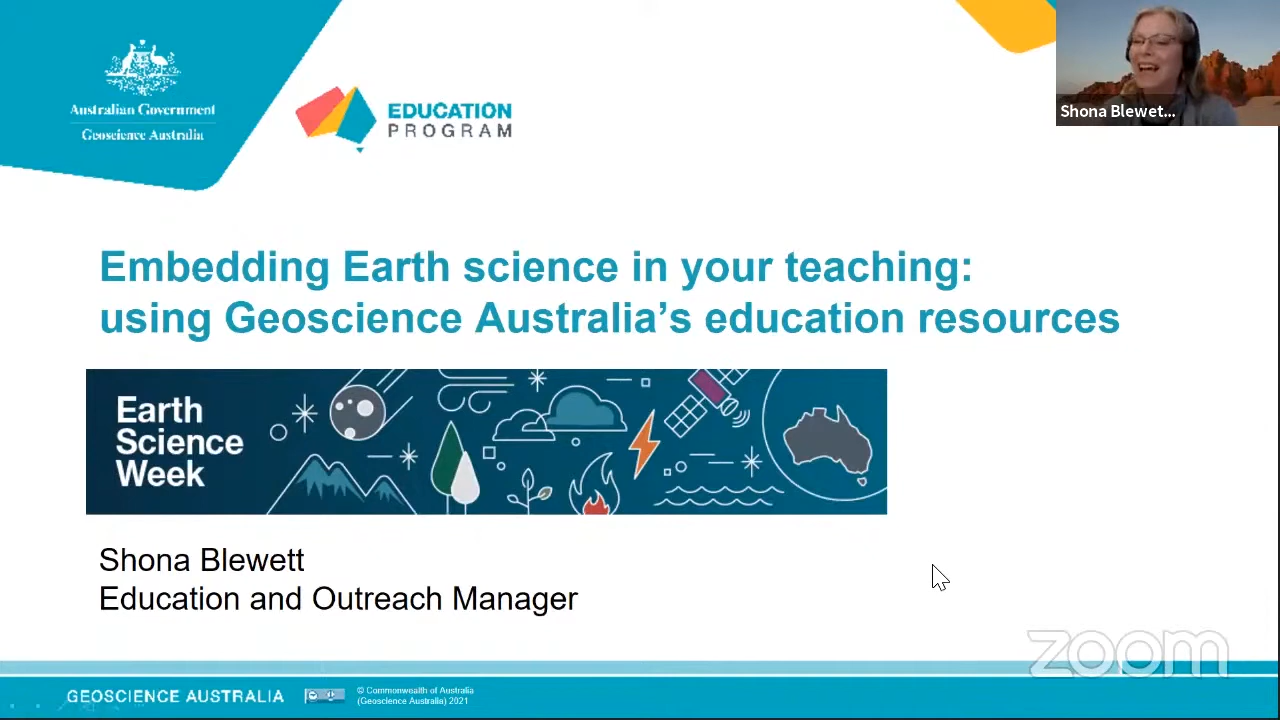 Australian Government
Geoscience Australia
EDUCATION
PROGRAM
Shona Blewet...
Embedding Earth science in your teaching:
using Geoscience Australia's education resources
Earth
Science
Week
Shona Blewett
Education and Outreach Manager
zoom
GEOSCIENCE AUSTRALIA
© Commonwealth of Australia
(Geoscience Australia) 2021